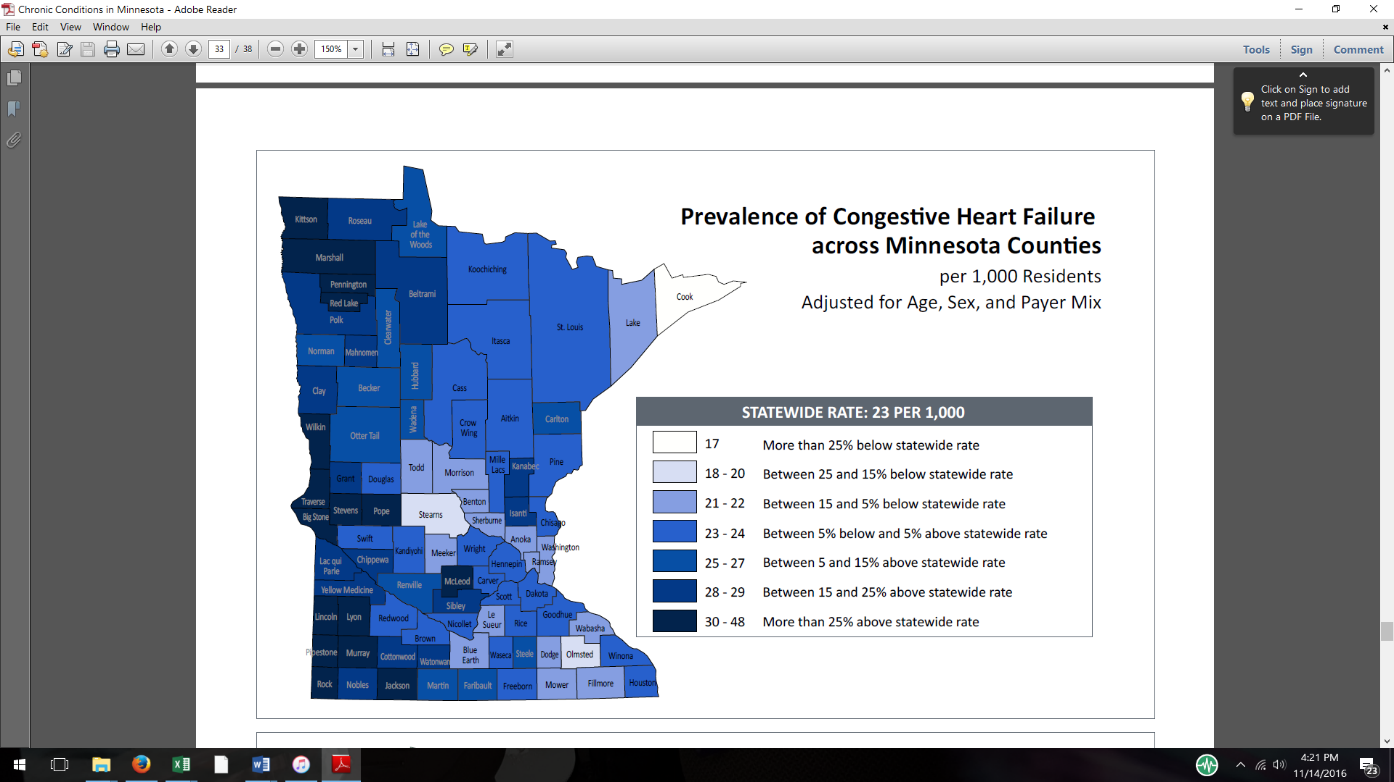 Chronic Conditions in Minnesota - Adobe Reader
File Edit View Window Help
33 / 38 150% Tools Sign Comment
Click on Sign to add
text and place signature
on a PDF File.
Prevalence of Congestive Heart Failure
across Minnesota Counties
per 1,000 Residents
Adjusted for Age, Sex, and Payer Mix
Kittson Roseau
Lake
of the
Woods
Marshall Koochiching
Pennington Beltrami Cook
Red Lake
Polk Clearwater St. Louis Lake
Norman Mahnomen Itasca
Clay Becker Hubbard Cass
Wilkin Otter Tail Wadena
Crow
Wing
Aitkin Carlton
Todd Morrison
Mille
Lacs
Kanabec Pine
Grant Douglas
Traverse Stevens Pope Stearns Benton
Big Stone Sherburne Isanti Chisago
Swift Kandiyohi Meeker Wright Anoka Washington
Lac qui
Parle
Chippewa Hennepin Ramsey
Yellow Medicine Renville McLeod Carver
Sibley Scott Dakota
Lincoln Lyon Redwood Nicollet
Le
Sueur
Rice Goodhue Wabasha
Brown
Pipestone Murray Cottonwood Watonwan
Blue
Earth
Waseca Steele Dodge Olmsted Winona
Rock Nobles Jackson Martin Faribault Freeborn Mower Fillmore Houston
STATEWIDE RATE: 23 PER 1,000
17 More than 25% below statewide rate
18 - 20 Between 25 and 15% below statewide rate
21 - 22 Between 15 and 5% below statewide rate
23 - 24 Between 5% below and 5% above statewide rate
25 - 27 Between 5 and 15% above statewide rate
28 - 29 Between 15 and 25% above statewide rate
30 - 48 More than 25% above statewide rate
4:21 PM
11/14/2016
23